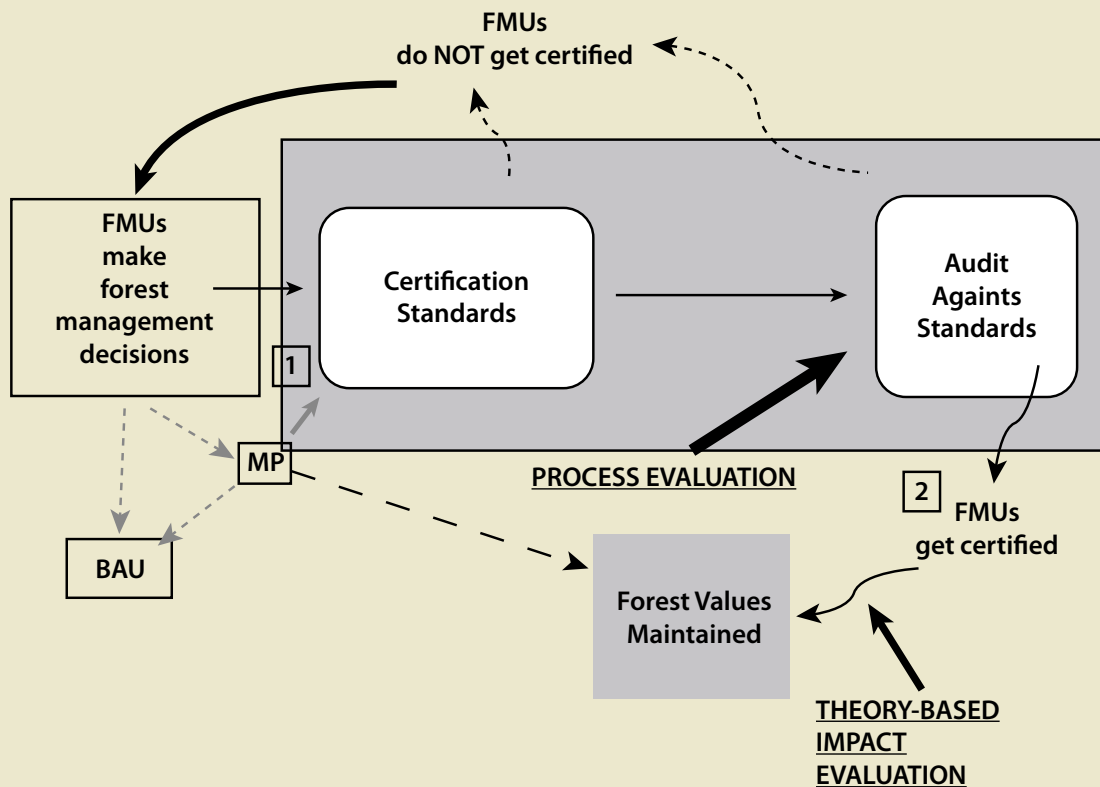 FMUs
do NOT get certified
FMUs
make
forest
management
decisions
Certification
Standards
Audit
Againts
Standards
1
MP
PROCESS EVALUATION
2
FMUs
get certified
BAU
Forest Values
Maintained
THEORY-BASED
IMPACT
EVALUATION